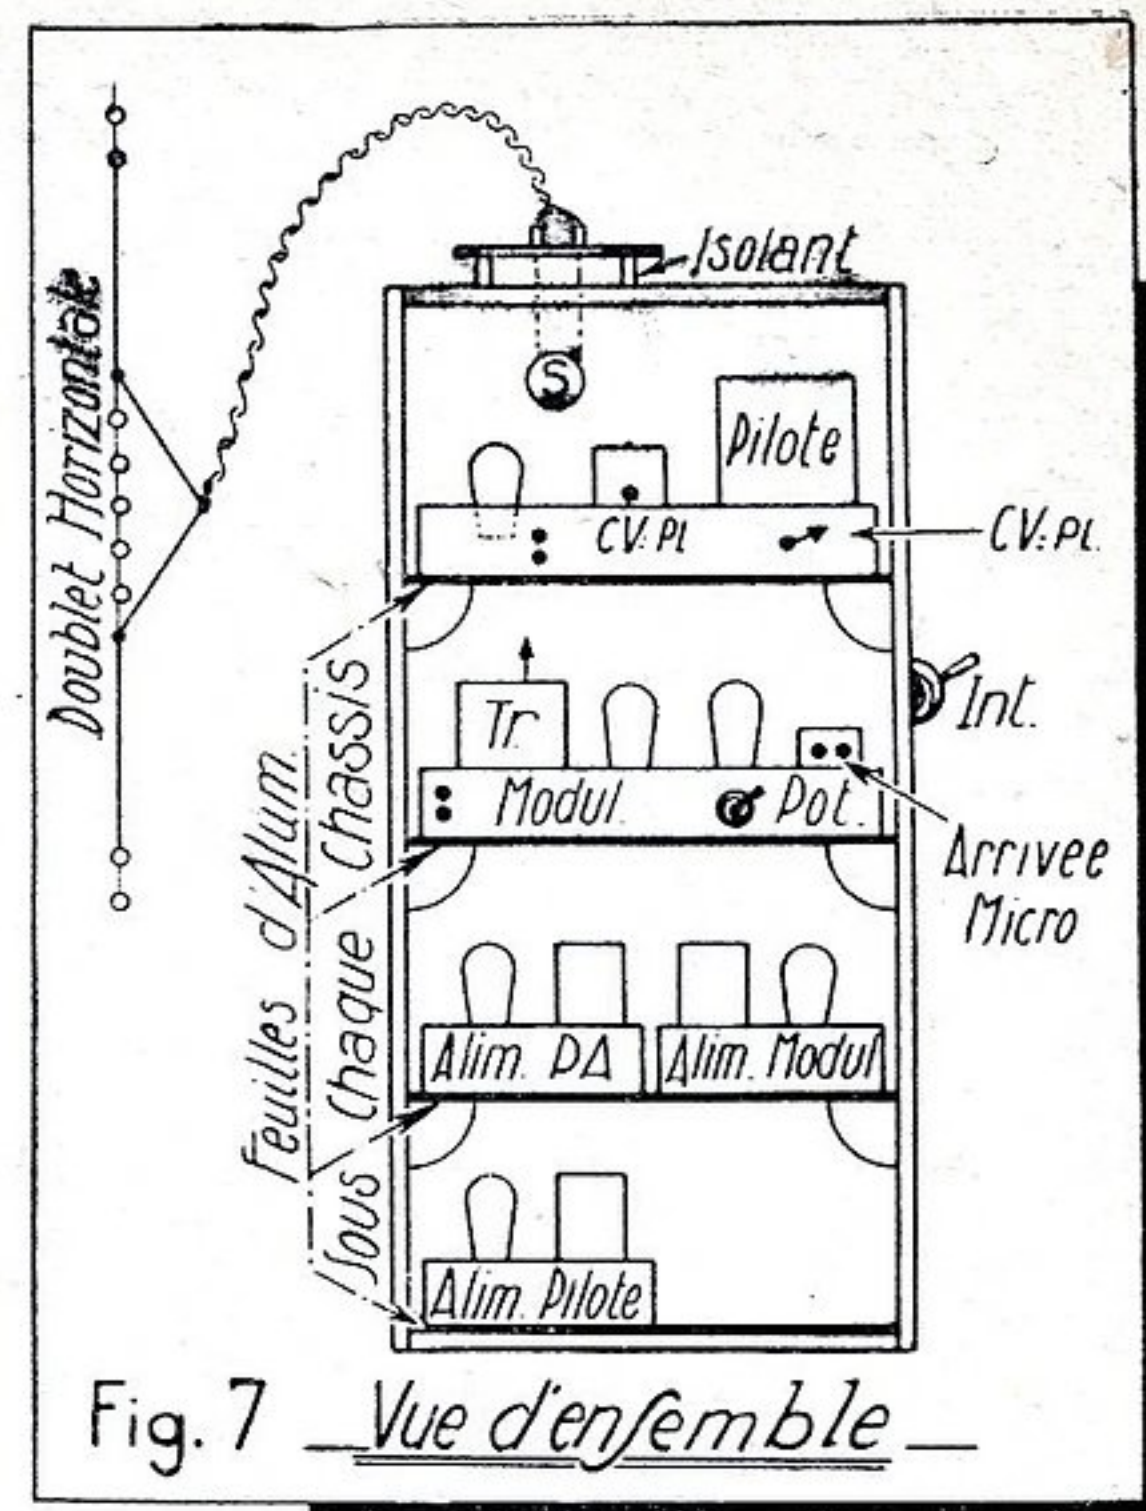 Isolant
Doublet Horizontal
S
Pilote
CV:Pl
CV:Pl.
Int.
Tr.
Modul.
Pot.
Arrivee
Micro
Feuilles d'Alum.
Sous Chaque Chassis
Alim. PA
Alim. Modul
Alim. Pilote
Fig. 7 _ Vue d'ensemble _